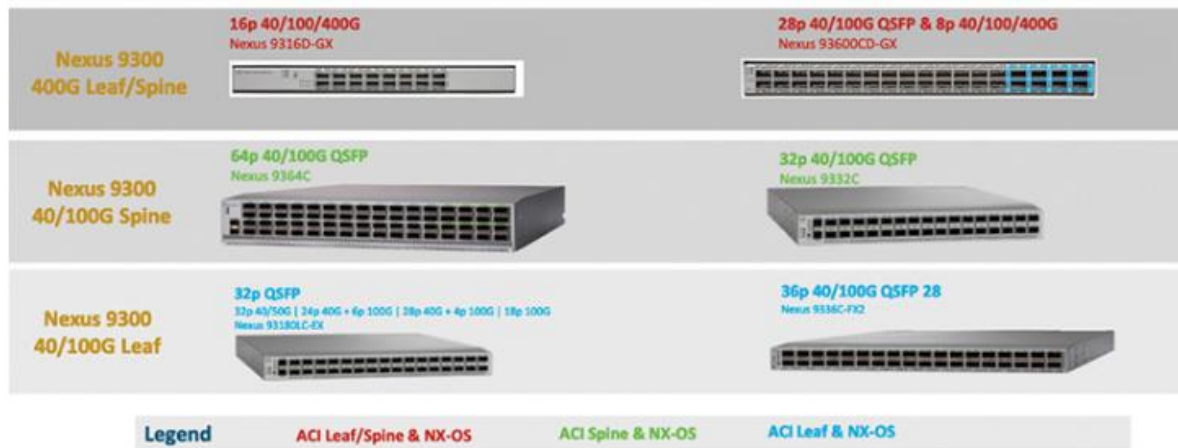 Nexus 9300
400G Leaf/Spine
16p 40/100/400G
Nexus 9316D-GX
28p 40/100G QSFP & 8p 40/100/400G
Nexus 93600CD-GX
Nexus 9300
40/100G Spine
64p 40/100G QSFP
Nexus 9364C
32p 40/100G QSFP
Nexus 9332C
Nexus 9300
40/100G Leaf
32p QSFP
32p 40/50G | 24p 40G + 6p 100G | 28p 40G + 4p 100G | 18p 100G
Nexus 93180LC-EX
36p 40/100G QSFP 28
Nexus 9336C-FX2
Legend
ACI Leaf/Spine & NX-OS
ACI Spine & NX-OS
ACI Leaf & NX-OS